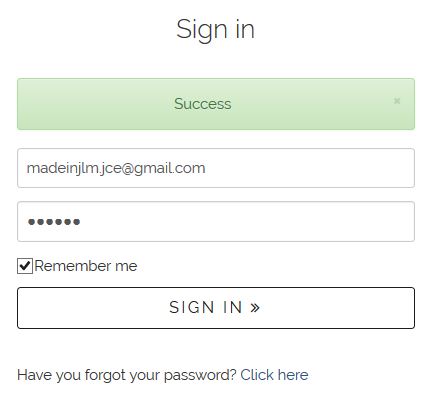 Sign in
Success ×
madeinjlm.jce@gmail.com
••••••
Remember me
SIGN IN »
Have you forgot your password? Click here